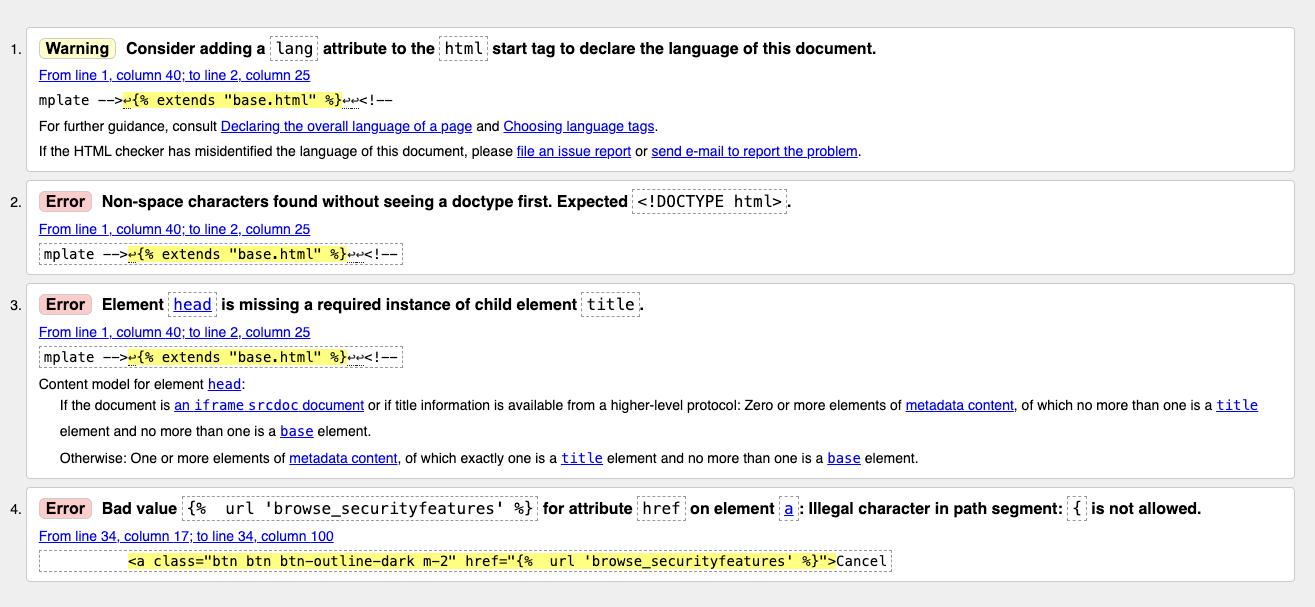 1. Warning Consider adding a lang attribute to the html start tag to declare the language of this document.
From line 1, column 40; to line 2, column 25
mplate -->↩{% extends "base.html" %}↩↩<!--
For further guidance, consult Declaring the overall language of a page and Choosing language tags.
If the HTML checker has misidentified the language of this document, please file an issue report or send e-mail to report the problem.
2. Error Non-space characters found without seeing a doctype first. Expected <!DOCTYPE html>.
From line 1, column 40; to line 2, column 25
mplate -->↩{% extends "base.html" %}↩↩<!--
3. Error Element head is missing a required instance of child element title.
From line 1, column 40; to line 2, column 25
mplate -->↩{% extends "base.html" %}↩↩<!--
Content model for element head:
If the document is an iframe srcdoc document or if title information is available from a higher-level protocol: Zero or more elements of metadata content, of which no more than one is a title
element and no more than one is a base element.
Otherwise: One or more elements of metadata content, of which exactly one is a title element and no more than one is a base element.
4. Error Bad value {%  url 'browse_securityfeatures' %} for attribute href on element a: Illegal character in path segment: { is not allowed.
From line 34, column 17; to line 34, column 100
<a class="btn btn btn-outline-dark m-2" href="{%  url 'browse_securityfeatures' %}">Cancel